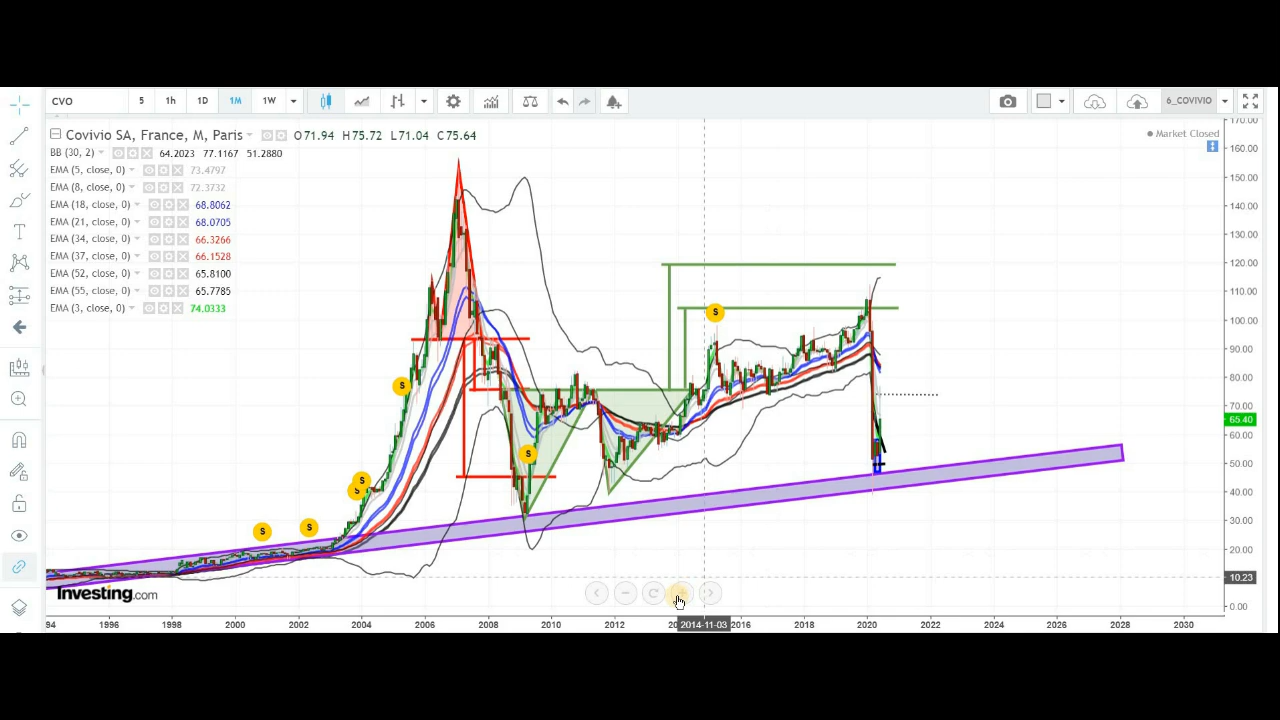 CVO 5 1h 1D 1M 1W 6_COVIVIO
Covivio SA, France, M, Paris O71.94 H75.72 L71.04 C75.64
Market Closed
BB (30, 2) 64.2023 77.1167 51.2880
EMA (5, close, 0) 73.4797
EMA (8, close, 0) 72.3732
EMA (18, close, 0) 68.8062
EMA (21, close, 0) 68.0705
EMA (34, close, 0) 66.3266
EMA (37, close, 0) 66.1528
EMA (52, close, 0) 65.8100
EMA (55, close, 0) 65.7785
EMA (3, close, 0) 74.0333
170.00
160.00
150.00
140.00
130.00
120.00
110.00
100.00
90.00
80.00
70.00
65.40
60.00
50.00
40.00
30.00
20.00
10.23
0.00
S
S
S
S
S
S
S
Investing.com
94 1996 1998 2000 2002 2004 2006 2008 2010 2012 2014-11-03 2016 2018 2020 2022 2024 2026 2028 2030